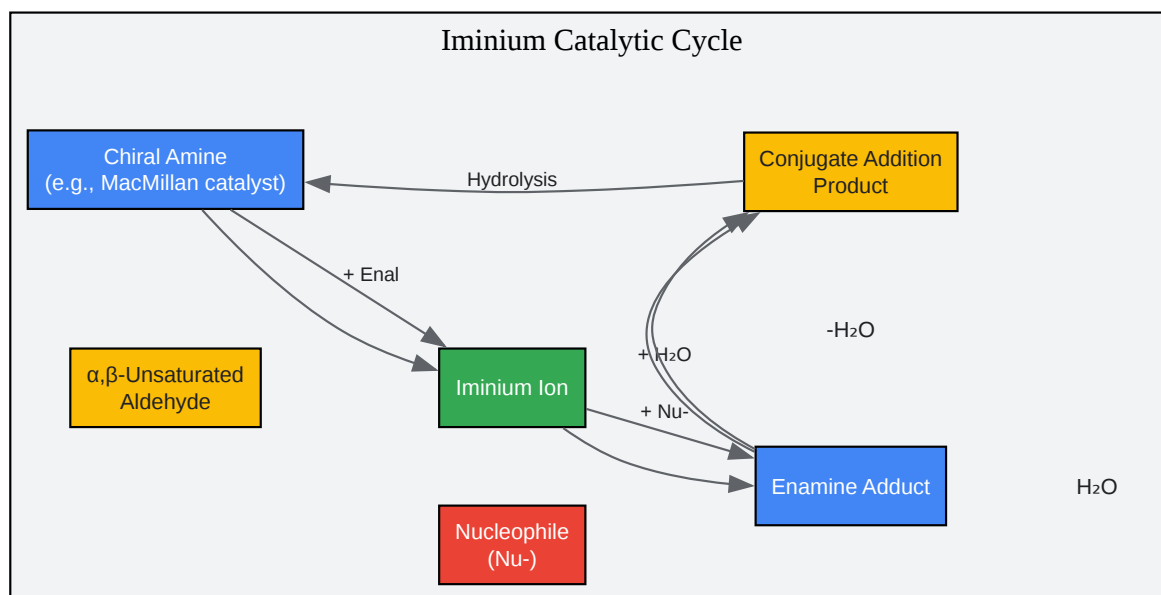 Iminium Catalytic Cycle
Chiral Amine
(e.g., MacMillan catalyst)
Conjugate Addition
Product
Hydrolysis
+ Enal
-H₂O
+ H₂O
α,β-Unsaturated
Aldehyde
Iminium Ion
+ Nu-
Enamine Adduct
H₂O
Nucleophile
(Nu-)